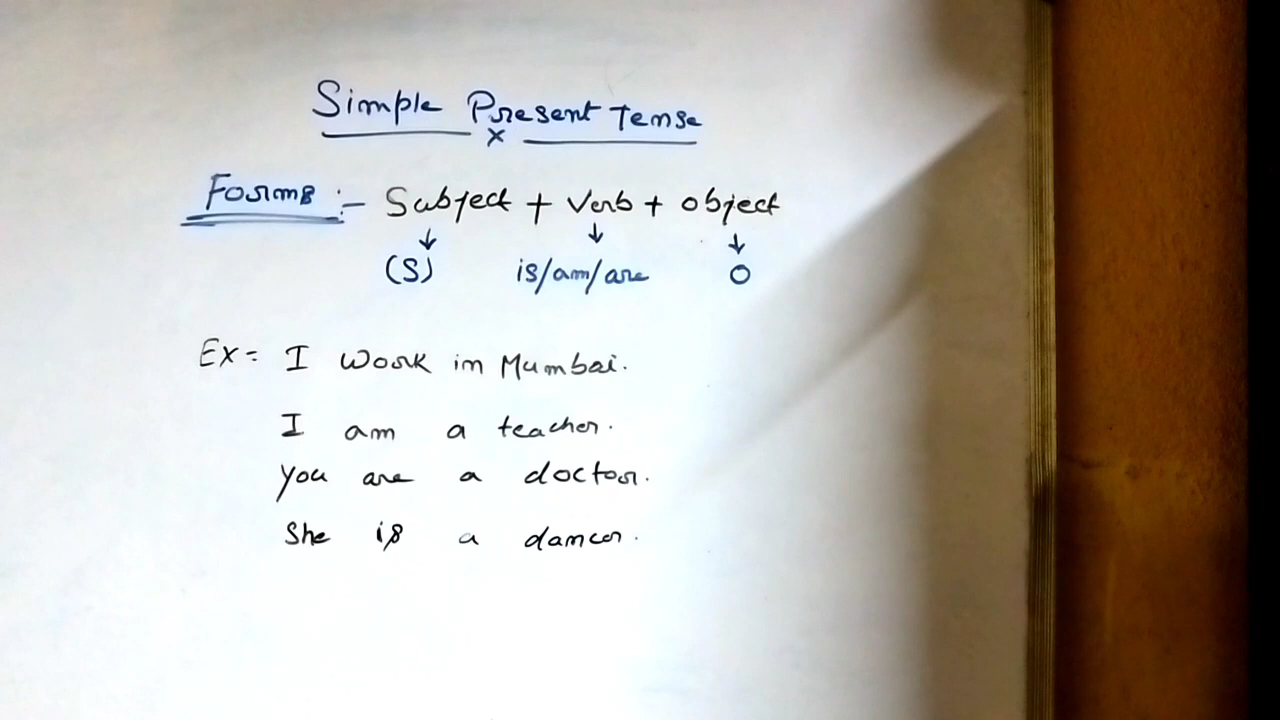 Simple Present Tense
x
Forms :- Subject + Verb + object
(S) is/am/are O
Ex = I work in Mumbai.
I am a teacher.
You are a doctor.
She is a dancer.